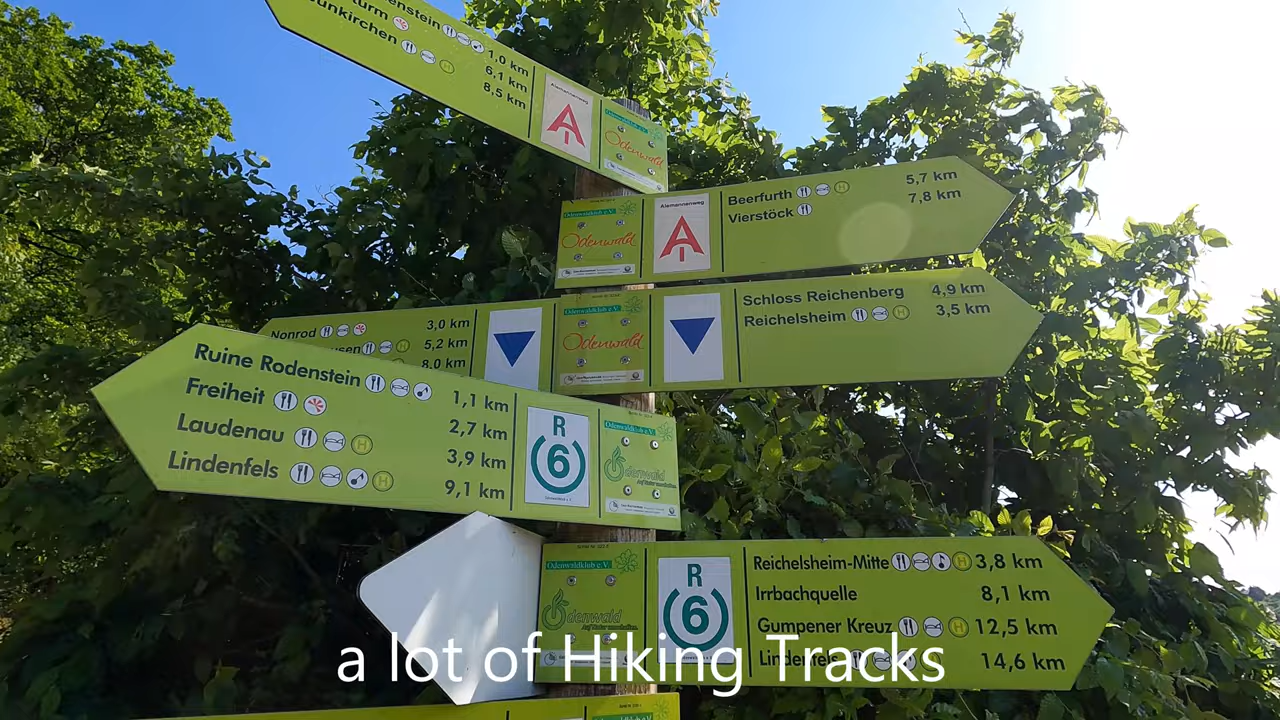 1,0 km
6,1 km
8,5 km
Alemannenweg
A
Odenwald
Odenwaldklub e.V.
Odenwald
Alemannenweg
A
Beerfurth 5,7 km
Vierstöck 7,8 km
Nonrod 3,0 km
5,2 km
8,0 km
Odenwaldklub e.V.
Odenwald
Schloss Reichenberg 4,9 km
Reichelsheim H 3,5 km
Ruine Rodenstein 1,1 km
Freiheit 2,7 km
Laudenau H 3,9 km
Lindenfels H 9,1 km
R
6
Odenwaldklub e.V.
Odenwald
Odenwaldklub e.V.
Odenwald
R
6
Reichelsheim-Mitte H 3,8 km
Irrbachquelle 8,1 km
Gumpener Kreuz H 12,5 km
Lindenfels 14,6 km
a lot of Hiking Tracks